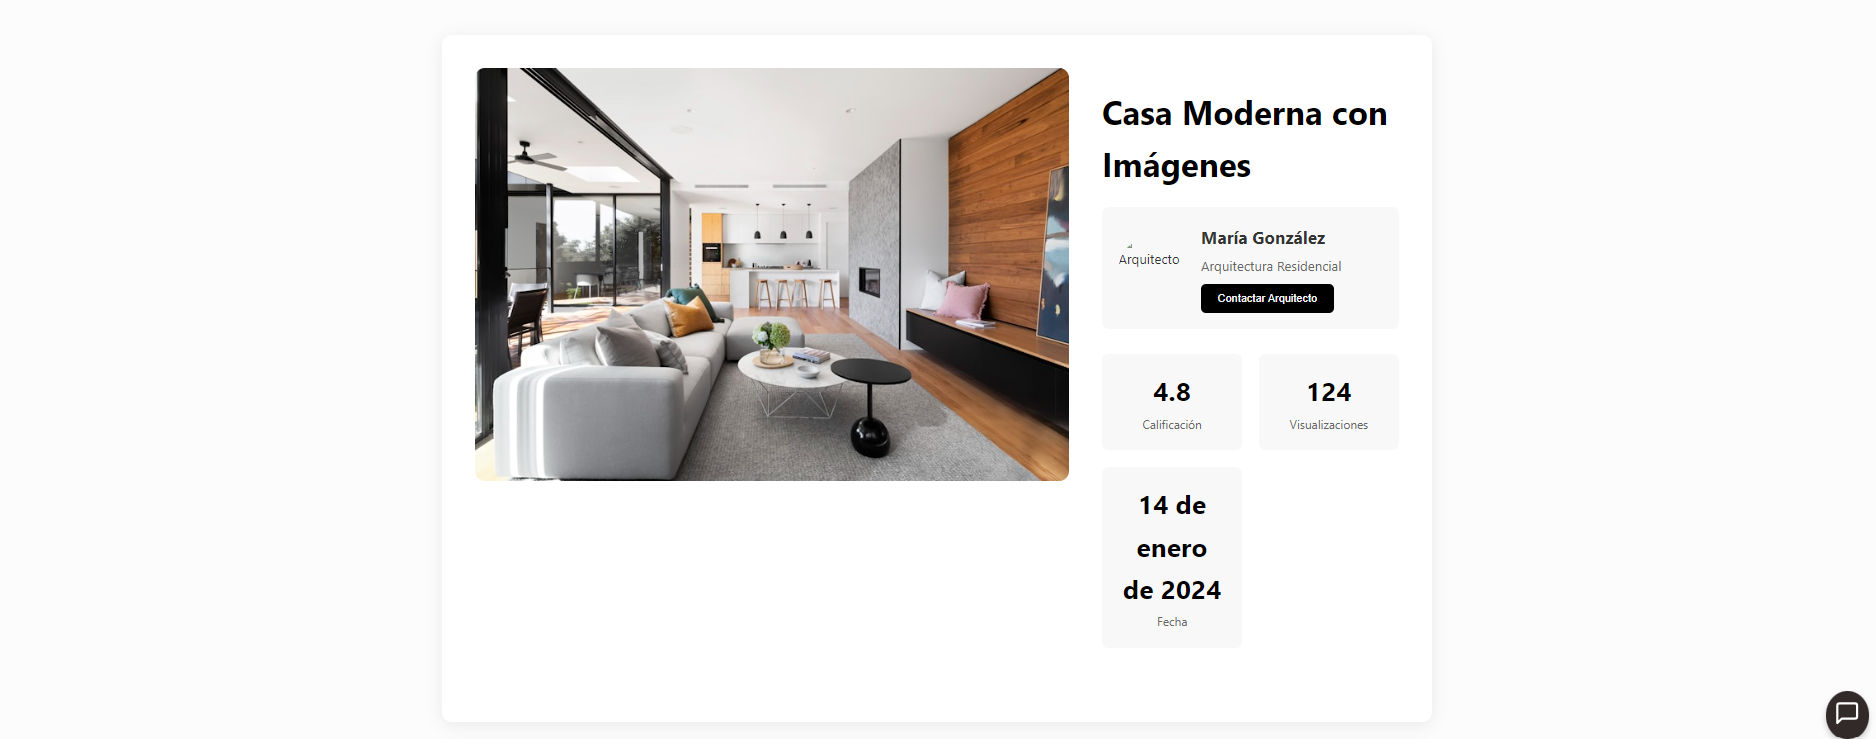 Casa Moderna con
Imágenes
Arquitecto
María González
Arquitectura Residencial
Contactar Arquitecto
4.8
Calificación
124
Visualizaciones
14 de
enero
de 2024
Fecha